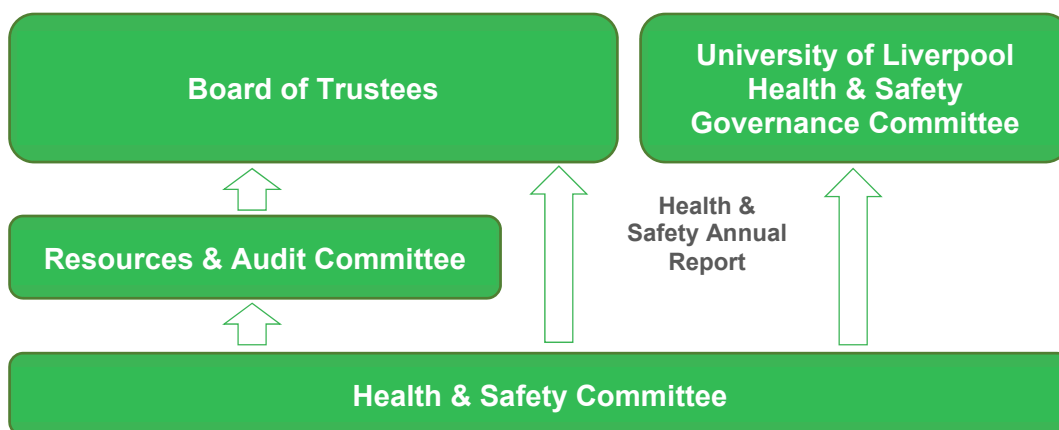 Board of Trustees
University of Liverpool
Health & Safety
Governance Committee
Health &
Safety Annual
Report
Resources & Audit Committee
Health & Safety Committee